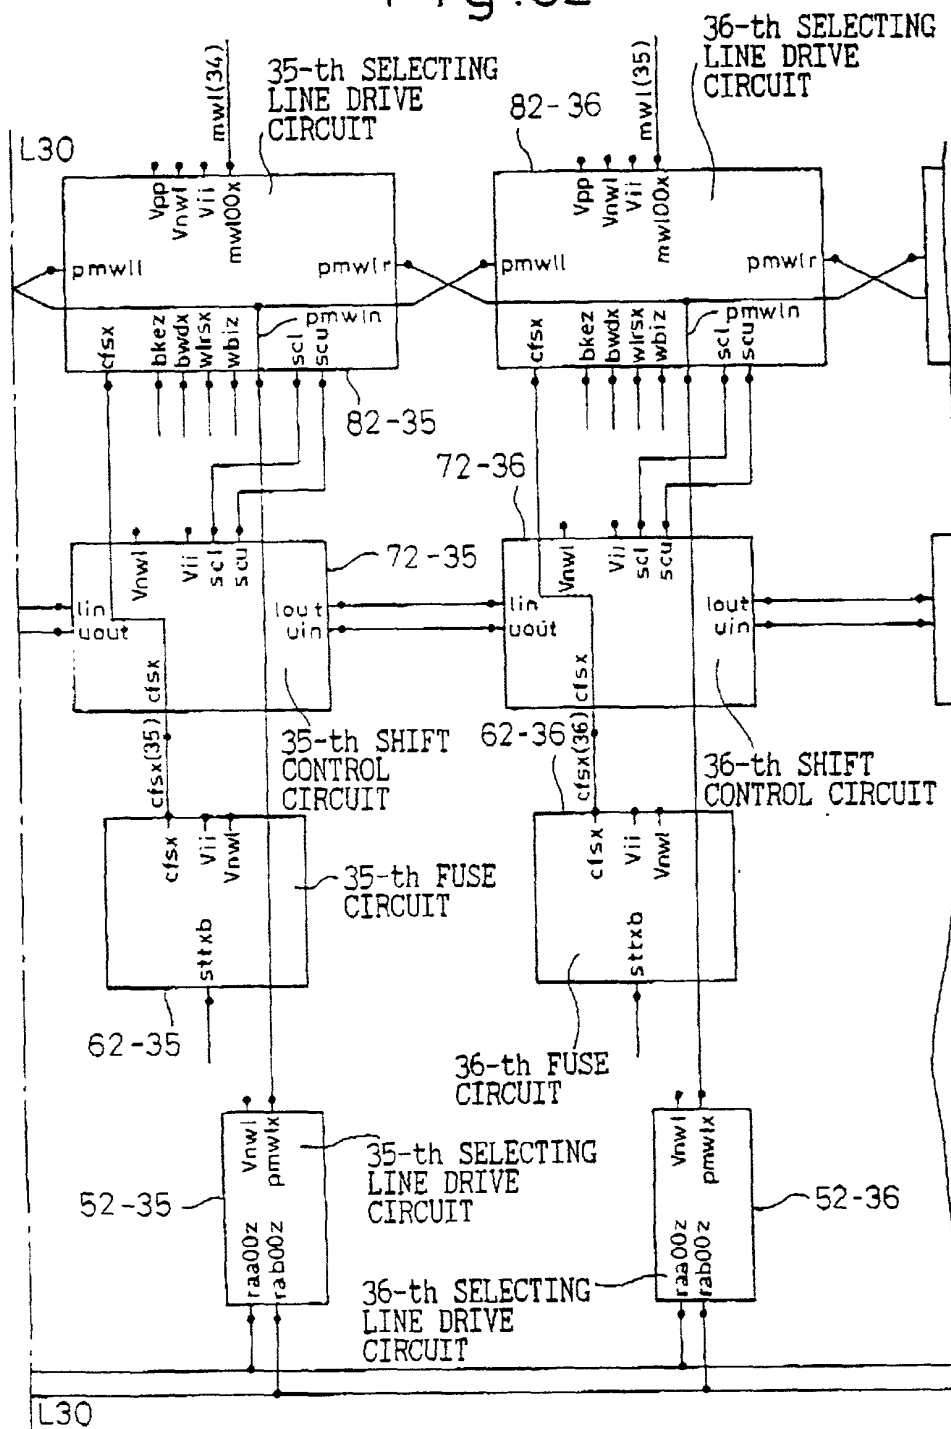 36-th SELECTING
LINE DRIVE
CIRCUIT
35-th SELECTING
LINE DRIVE
CIRCUIT
mwl(34)
mwl(35)
82-36
L30
Vpp
Vnwl
Vii
mwl00x
pmwll
pmwlr
pmwln
cfsx
bkez
bwdx
wlrsx
wbiz
scl
scu
Vpp
Vnwl
Vii
mwl00x
pmwll
pmwlr
pmwln
cfsx
bkez
bwdx
wlrsx
wbiz
scl
scu
82-35
72-36
72-35
Vnwl
Vii
scl
scu
lin
uout
lout
uin
cfsx
Vnwl
Vii
scl
scu
lin
uout
lout
uin
cfsx
cfsx(35)
35-th SHIFT
CONTROL
CIRCUIT
62-36
cfsx(36)
36-th SHIFT
CONTROL CIRCUIT
cfsx
Vii
Vnwl
sttxb
35-th FUSE
CIRCUIT
cfsx
Vii
Vnwl
sttxb
62-35
36-th FUSE
CIRCUIT
Vnwl
pmwlx
raa00z
rab00z
35-th SELECTING
LINE DRIVE
CIRCUIT
52-35
Vnwl
pmwlx
raa00z
rab00z
52-36
36-th SELECTING
LINE DRIVE
CIRCUIT
L30